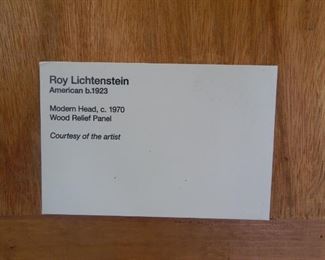 Roy Lichtenstein
American b.1923
Modern Head, c. 1970
Wood Relief Panel
Courtesy of the artist